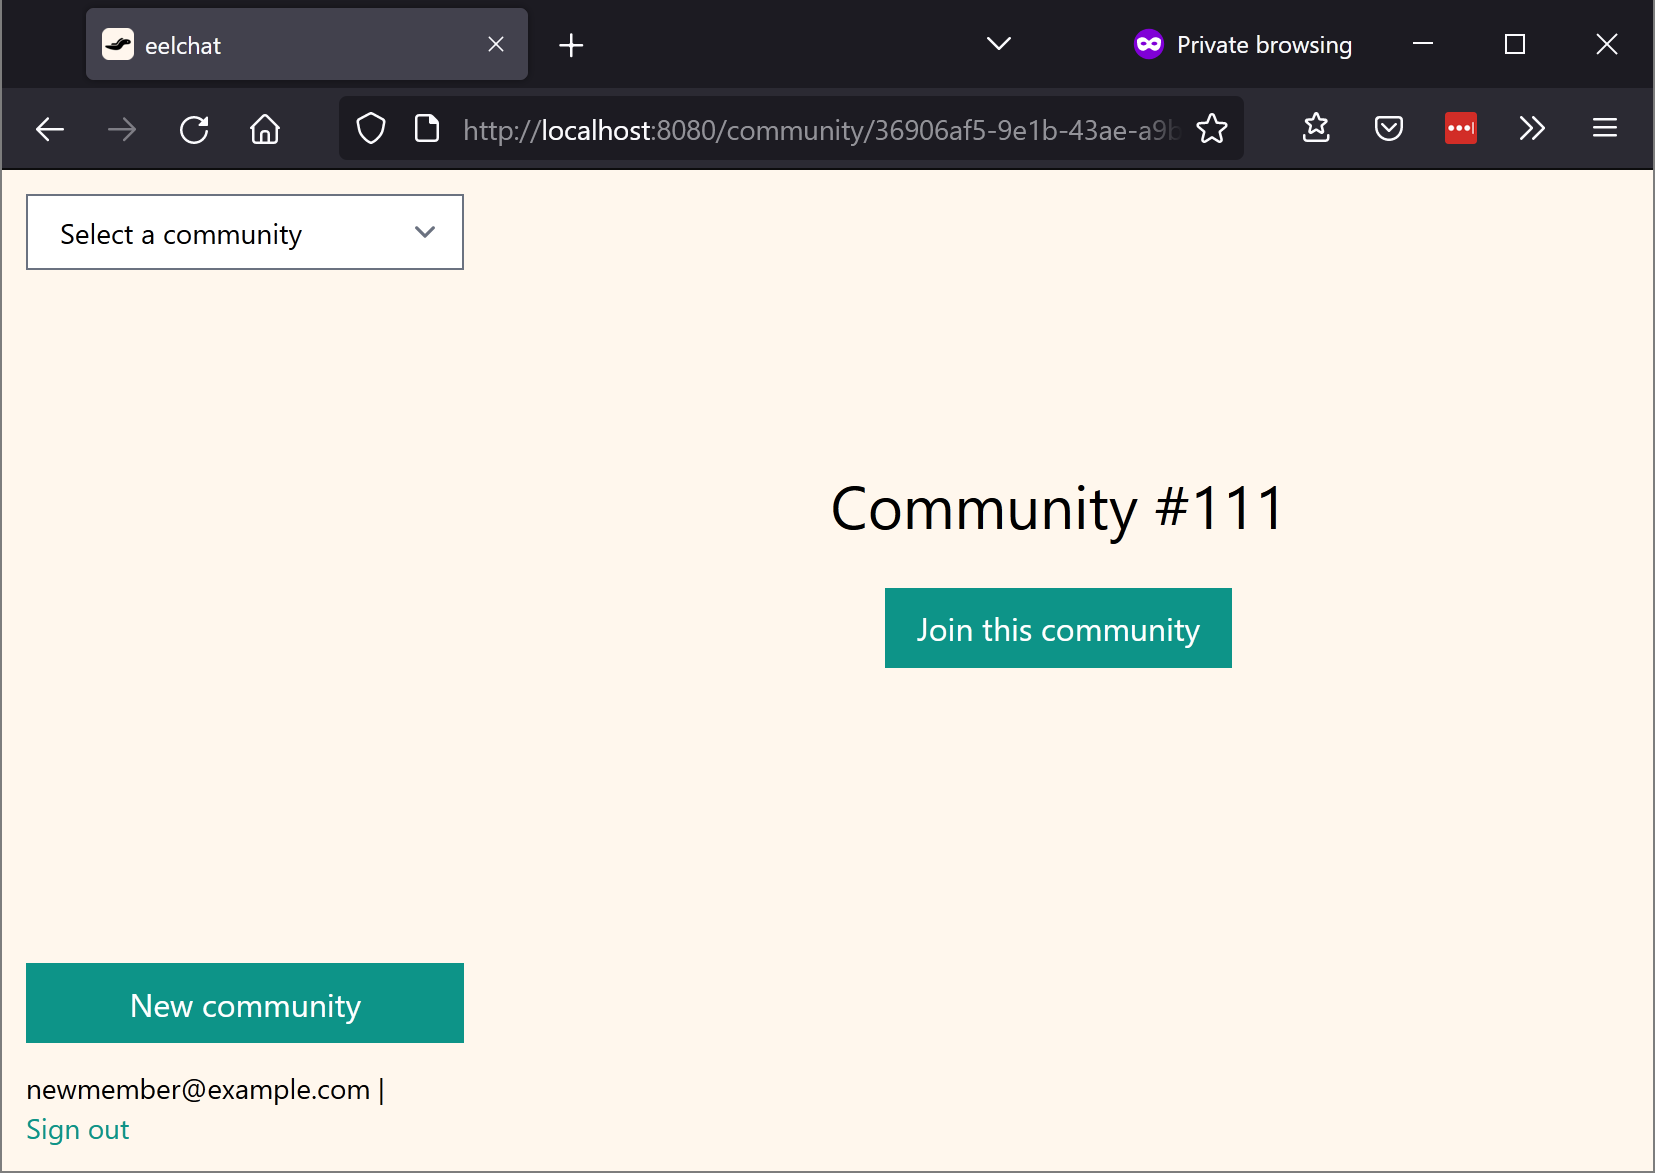 eelchat
Private browsing
http://localhost:8080/community/36906af5-9e1b-43ae-a9b
Select a community
Community #111
Join this community
New community
newmember@example.com |
Sign out